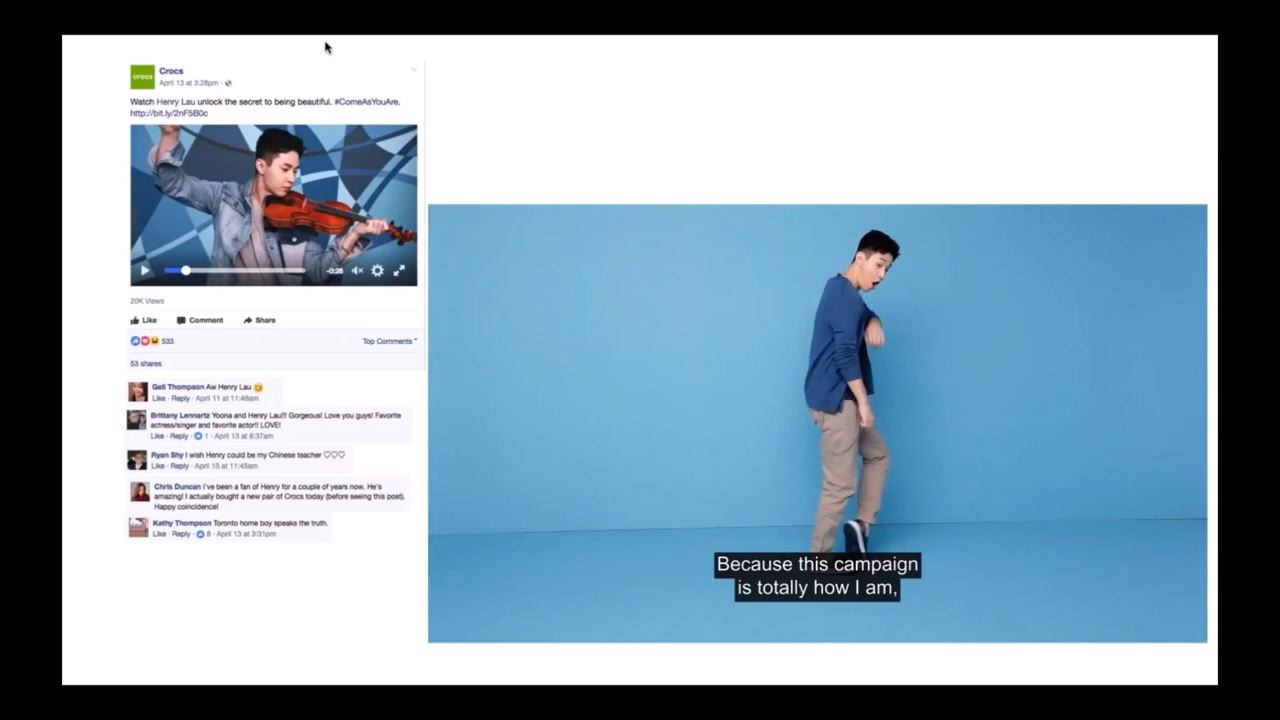 crocs
Crocs
April 13 at 3:28pm ·
Watch Henry Lau unlock the secret to being beautiful. #ComeAsYouAre.
http://bit.ly/2nF5B0c
-0:26
20K Views
Like Comment Share
533 Top Comments
53 shares
Geli Thompson Aw Henry Lau
Like · Reply · April 11 at 11:48am
Brittany Lennartz Yoona and Henry Lau!!! Gorgeous! Love you guys! Favorite
actress/singer and favorite actor!! LOVE!
Like · Reply · 1 · April 13 at 8:37am
Ryan Shy I wish Henry could be my Chinese teacher ♡♡♡
Like · Reply · April 15 at 11:45am
Chris Duncan I've been a fan of Henry for a couple of years now. He's
amazing! I actually bought a new pair of Crocs today (before seeing this post).
Happy coincidence!
Kathy Thompson Toronto home boy speaks the truth.
Like · Reply · 8 · April 13 at 3:31pm
Because this campaign
is totally how I am,